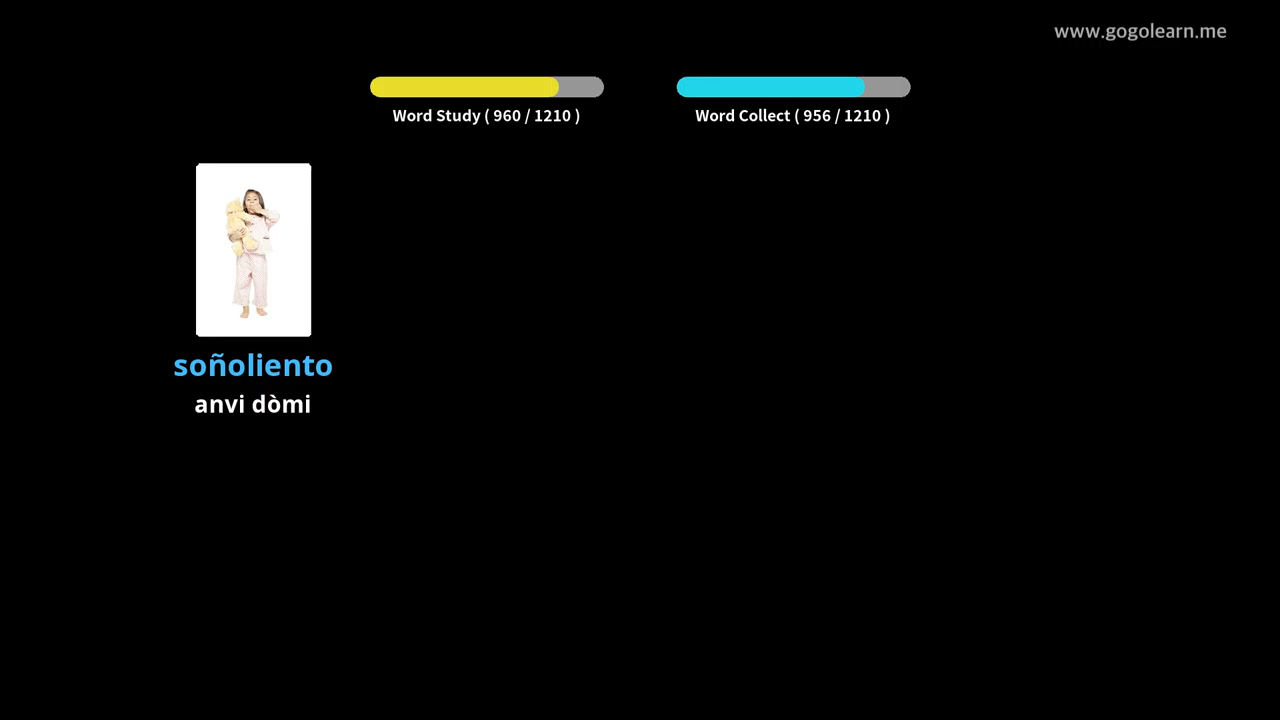 www.gogolearn.me
Word Study ( 960 / 1210 )
Word Collect ( 956 / 1210 )
soñoliento
anvi dòmi